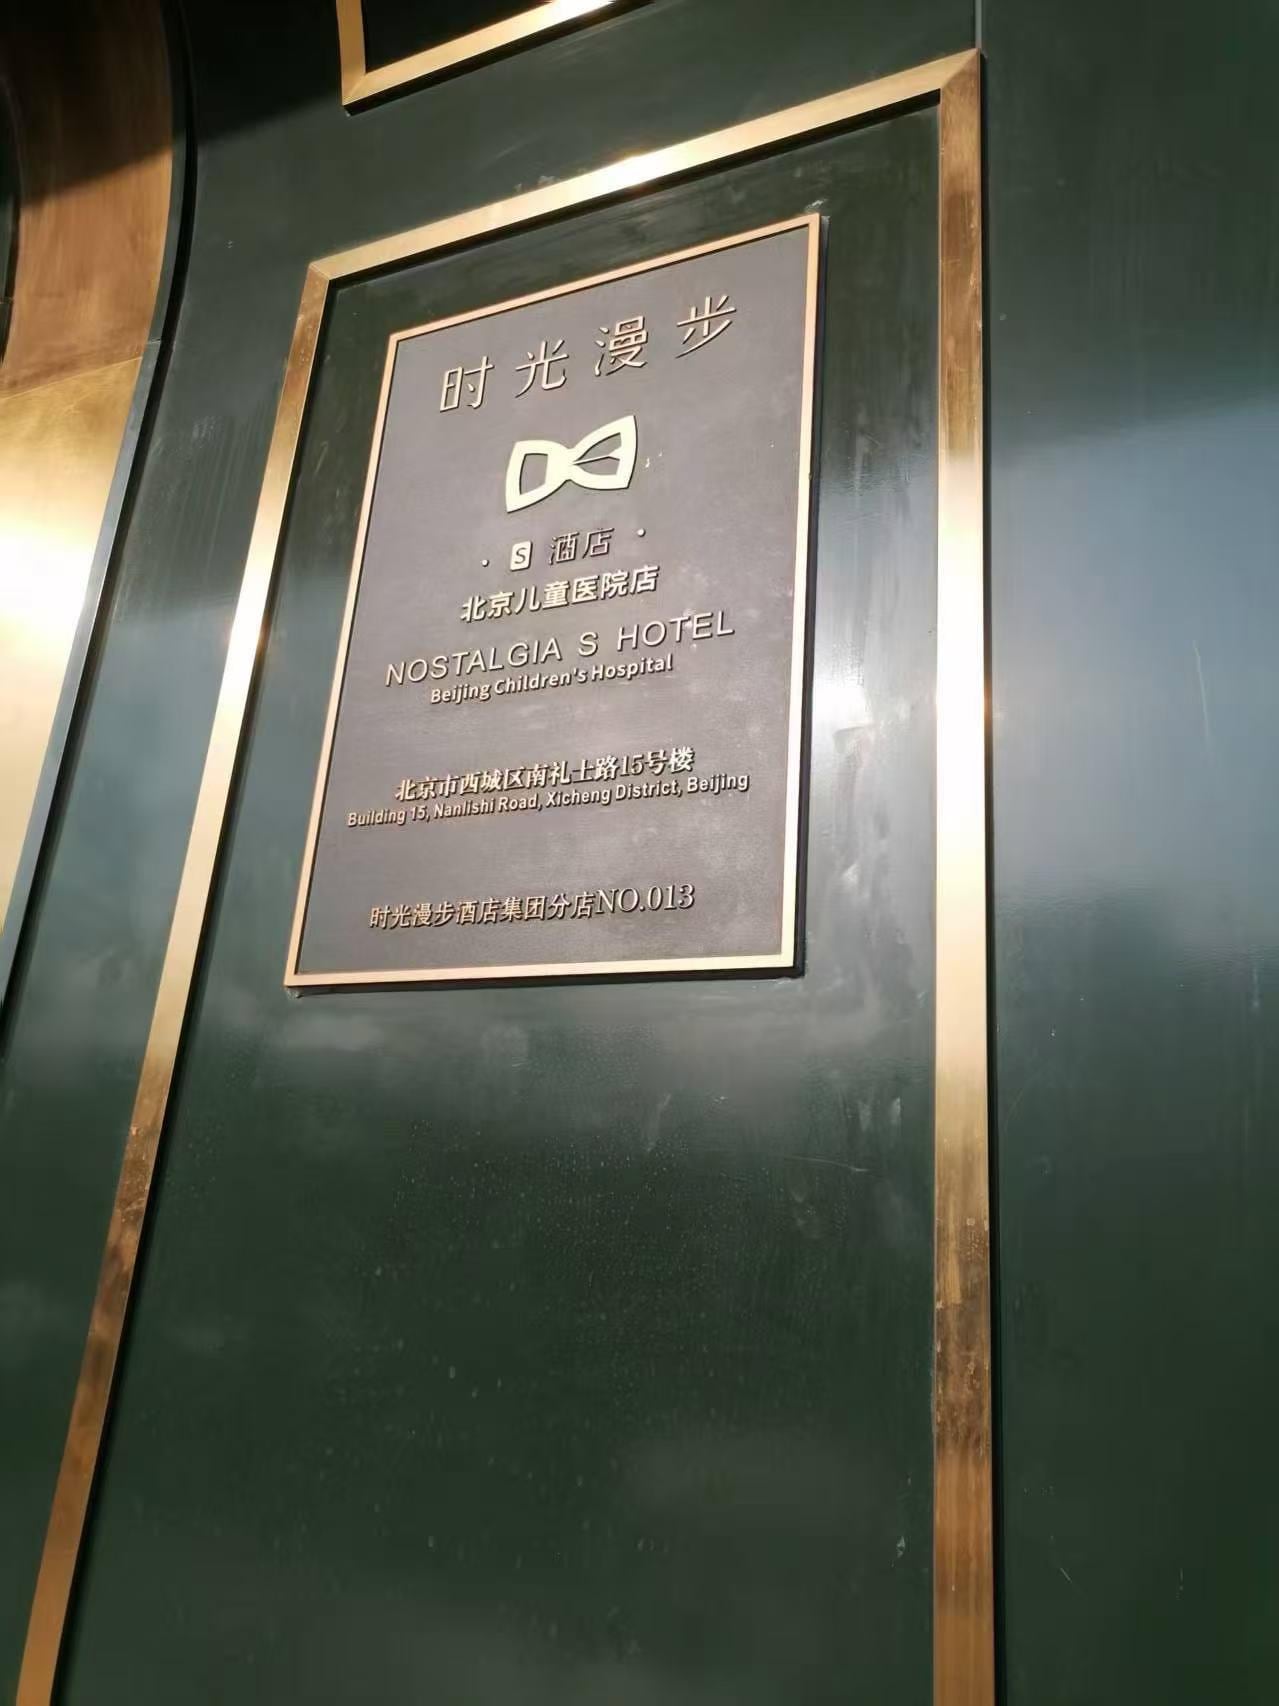 时光漫步
· S 酒店 ·
北京儿童医院店
NOSTALGIA S HOTEL
Beijing Children's Hospital
北京市西城区南礼士路15号楼
Building 15, Nanlishi Road, Xicheng District, Beijing
时光漫步酒店集团分店NO.013